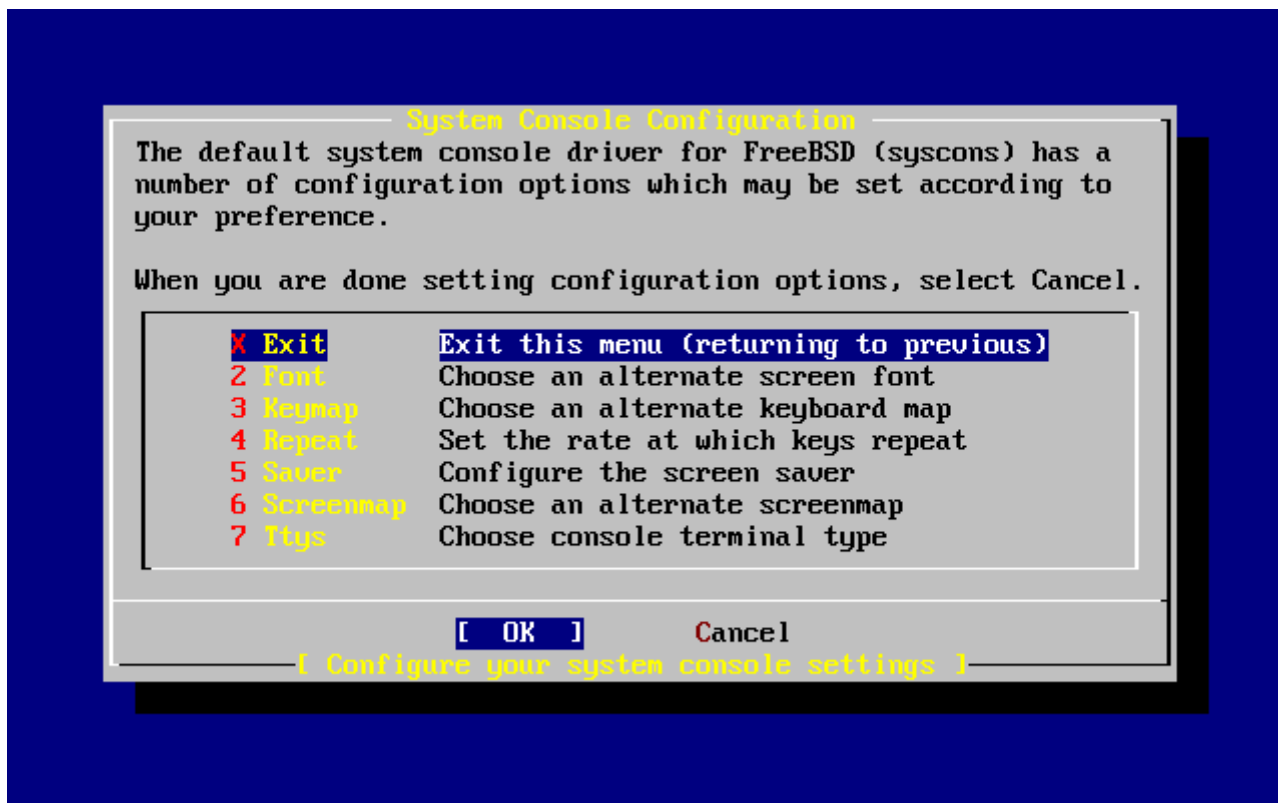 System Console Configuration
The default system console driver for FreeBSD (syscons) has a
number of configuration options which may be set according to
your preference.
When you are done setting configuration options, select Cancel.
X Exit Exit this menu (returning to previous)
2 Font Choose an alternate screen font
3 Keymap Choose an alternate keyboard map
4 Repeat Set the rate at which keys repeat
5 Saver Configure the screen saver
6 Screenmap Choose an alternate screenmap
7 Ttys Choose console terminal type
[ OK ] Cancel
[ Configure your system console settings ]